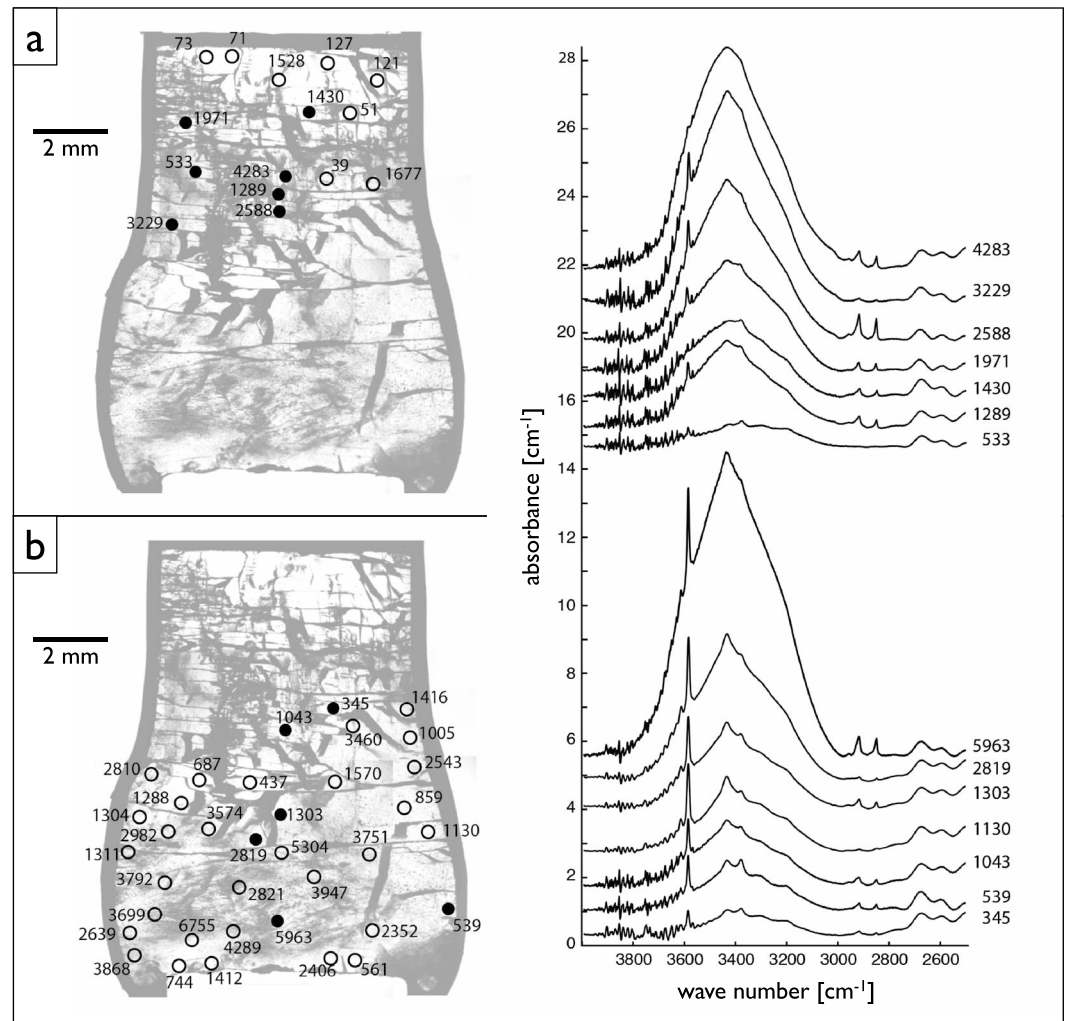 a
73 71 127
1528 121
1430 51
1971
2 mm
533 4283 39 1677
1289
2588
3229
b
2 mm
345 1416
1043 3460 1005
2543
2810 687 437 1570
1288 859
1304 3574 1303
2982 1130
2819 3751
1311 5304
3792 2821 3947
3699
2639 6755 5963 2352 539
4289
3868
744 1412 2406 561
absorbance [cm-1]
28
26
24
22
20
18
16
14
12
10
8
6
4
2
0
4283
3229
2588
1971
1430
1289
533
5963
2819
1303
1130
1043
539
345
3800 3600 3400 3200 3000 2800 2600
wave number [cm-1]